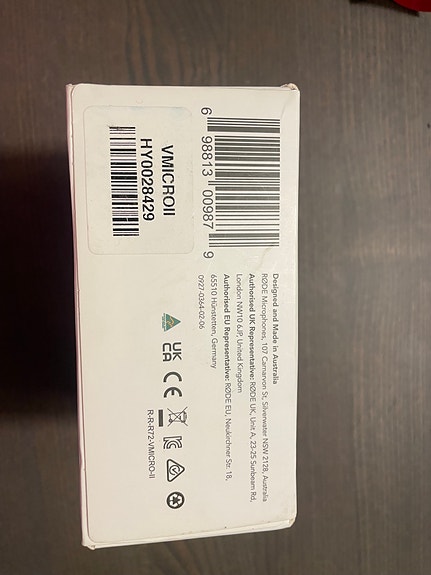 VMICROII
HY0028429
6 98813 00987 9
Designed and Made in Australia
RØDE Microphones, 107 Carnarvon St, Silverwater NSW 2128, Australia
Authorised UK Representative: RØDE UK, Unit A, 23-25 Sunbeam Rd,
London NW10 6JP, United Kingdom
Authorised EU Representative: RØDE EU, Neukirchner Str. 18,
65510 Hünstetten, Germany
0927-0364-02-06
UK
CA
CE
R-R-R72-VMICRO-II